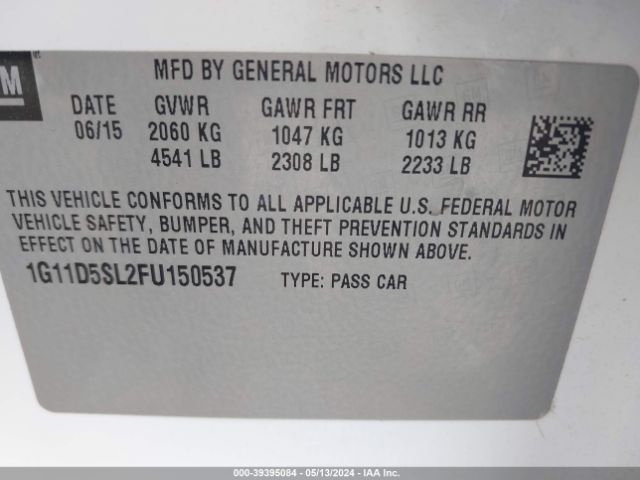 GM
MFD BY GENERAL MOTORS LLC
DATE GVWR GAWR FRT GAWR RR
06/15 2060 KG 1047 KG 1013 KG
4541 LB 2308 LB 2233 LB
THIS VEHICLE CONFORMS TO ALL APPLICABLE U.S. FEDERAL MOTOR
VEHICLE SAFETY, BUMPER, AND THEFT PREVENTION STANDARDS IN
EFFECT ON THE DATE OF MANUFACTURE SHOWN ABOVE.
1G11D5SL2FU150537 TYPE: PASS CAR
000-39395084 - 05/13/2024 - IAA Inc.